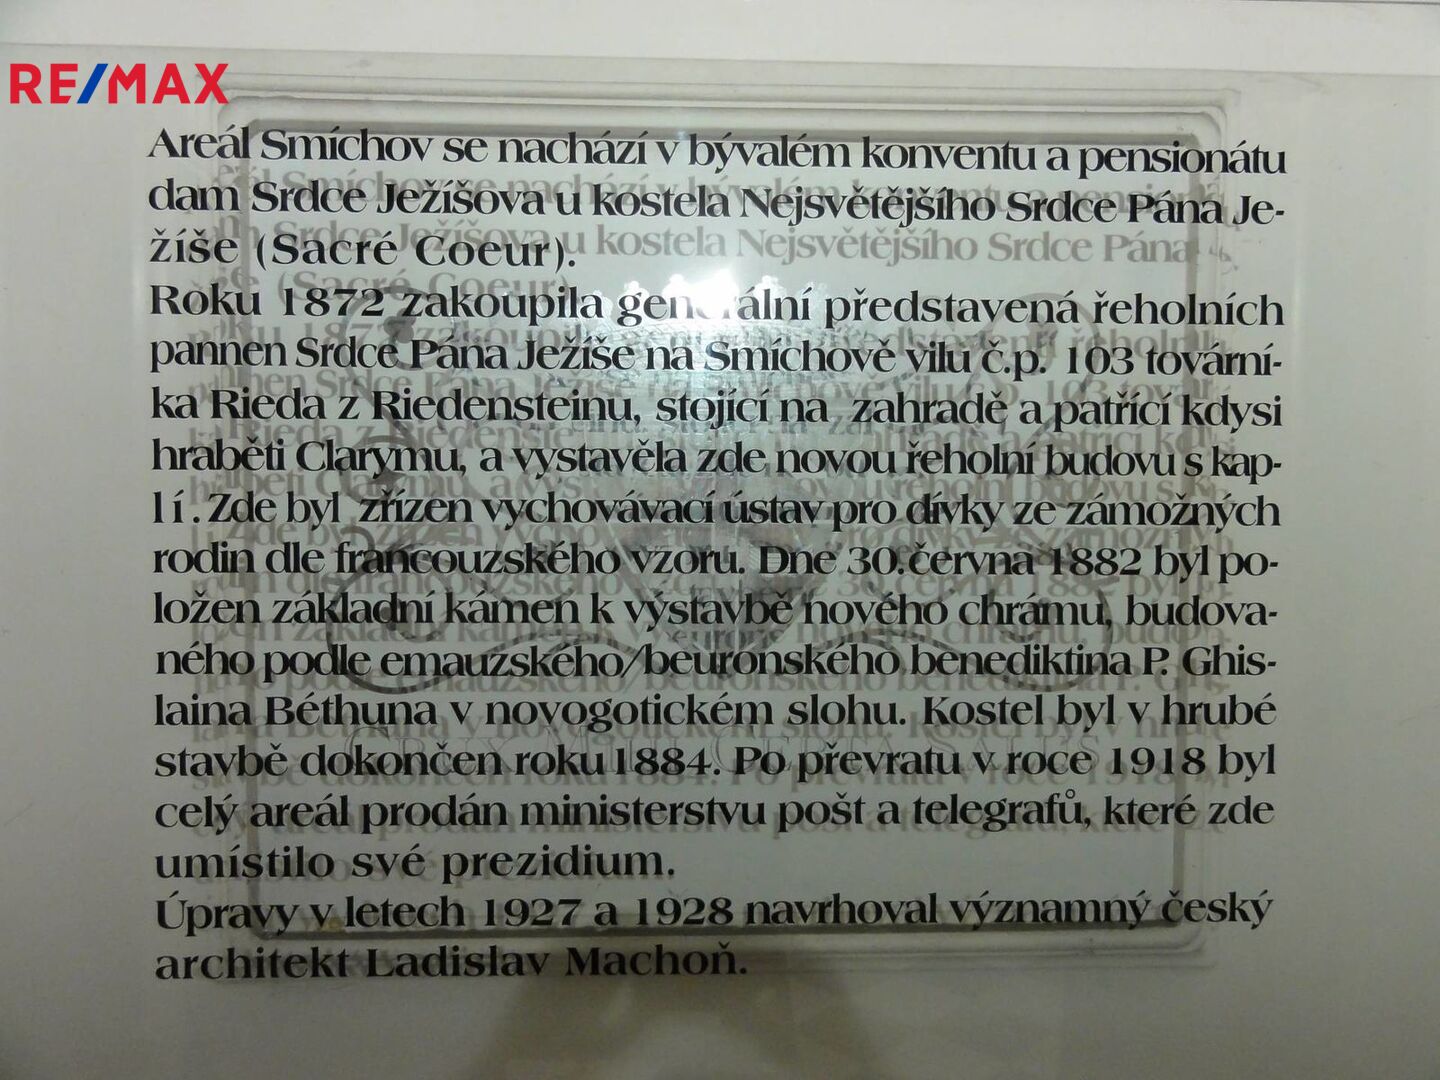 RE/MAX
Areál Smíchov se nachází v bývalém konventu a pensionátu
dam Srdce Ježíšova u kostela Nejsvětějšího Srdce Pána Je-
žíše (Sacré Coeur).
Roku 1872 zakoupila generální představená řeholních
pannen Srdce Pána Ježíše na Smíchově vilu č.p. 103 tovární-
ka Rieda z Riedensteinu, stojící na zahradě a patřící kdysi
hraběti Clarymu, a vystavěla zde novou řeholní budovu s kap-
lí. Zde byl zřízen vychovávací ústav pro dívky ze zámožných
rodin dle francouzského vzoru. Dne 30.června 1882 byl po-
ložen základní kámen k výstavbě nového chrámu, budova-
ného podle emauzského/beuronského benediktina P. Ghis-
laina Béthuna v novogotickém slohu. Kostel byl v hrubé
stavbě dokončen roku 1884. Po převratu v roce 1918 byl
celý areál prodán ministerstvu pošt a telegrafů, které zde
umístilo své prezidium.
Úpravy v letech 1927 a 1928 navrhoval významný český
architekt Ladislav Machoň.